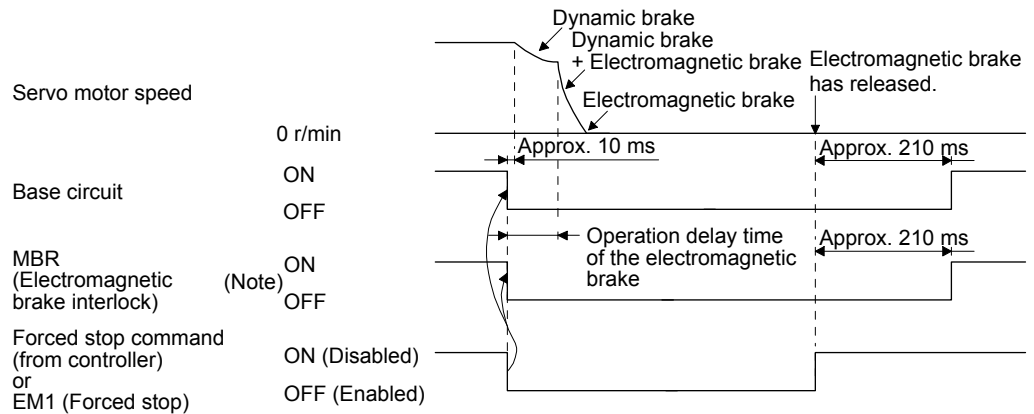 Dynamic brake
Dynamic brake
+ Electromagnetic brake
Electromagnetic brake
has released.
Servo motor speed
Electromagnetic brake
0 r/min
Approx. 10 ms
Approx. 210 ms
Base circuit
ON
OFF
MBR
(Electromagnetic
brake interlock)
(Note)
ON
OFF
Operation delay time
of the electromagnetic
brake
Approx. 210 ms
Forced stop command
(from controller)
or
EM1 (Forced stop)
ON (Disabled)
OFF (Enabled)